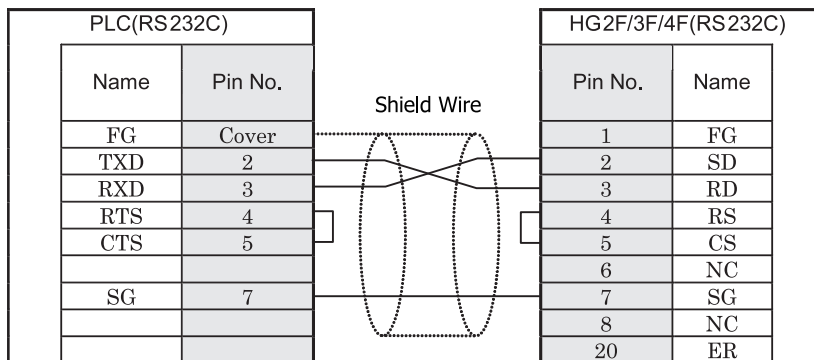 PLC(RS232C)
HG2F/3F/4F(RS232C)
Name Pin No.
Shield Wire
Pin No. Name
FG Cover 1 FG
TXD 2 2 SD
RXD 3 3 RD
RTS 4 4 RS
CTS 5 5 CS
6 NC
SG 7 7 SG
8 NC
20 ER